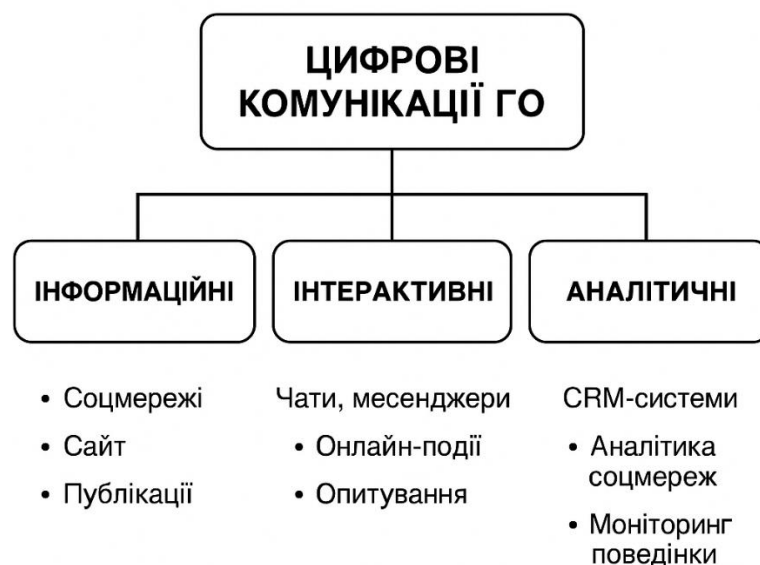 ЦИФРОВІ
КОМУНІКАЦІЇ ГО
ІНФОРМАЦІЙНІ
• Соцмережі
• Сайт
• Публікації
ІНТЕРАКТИВНІ
Чати, месенджери
• Онлайн-події
• Опитування
АНАЛІТИЧНІ
CRM-системи
• Аналітика
соцмереж
• Моніторинг
поведінки